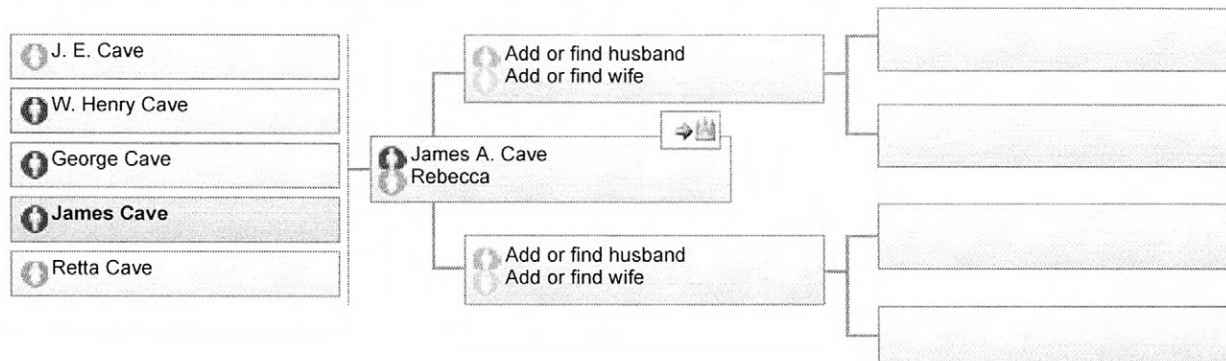 J. E. Cave
W. Henry Cave
George Cave
James Cave
Retta Cave
James A. Cave
Rebecca
Add or find husband
Add or find wife
Add or find husband
Add or find wife